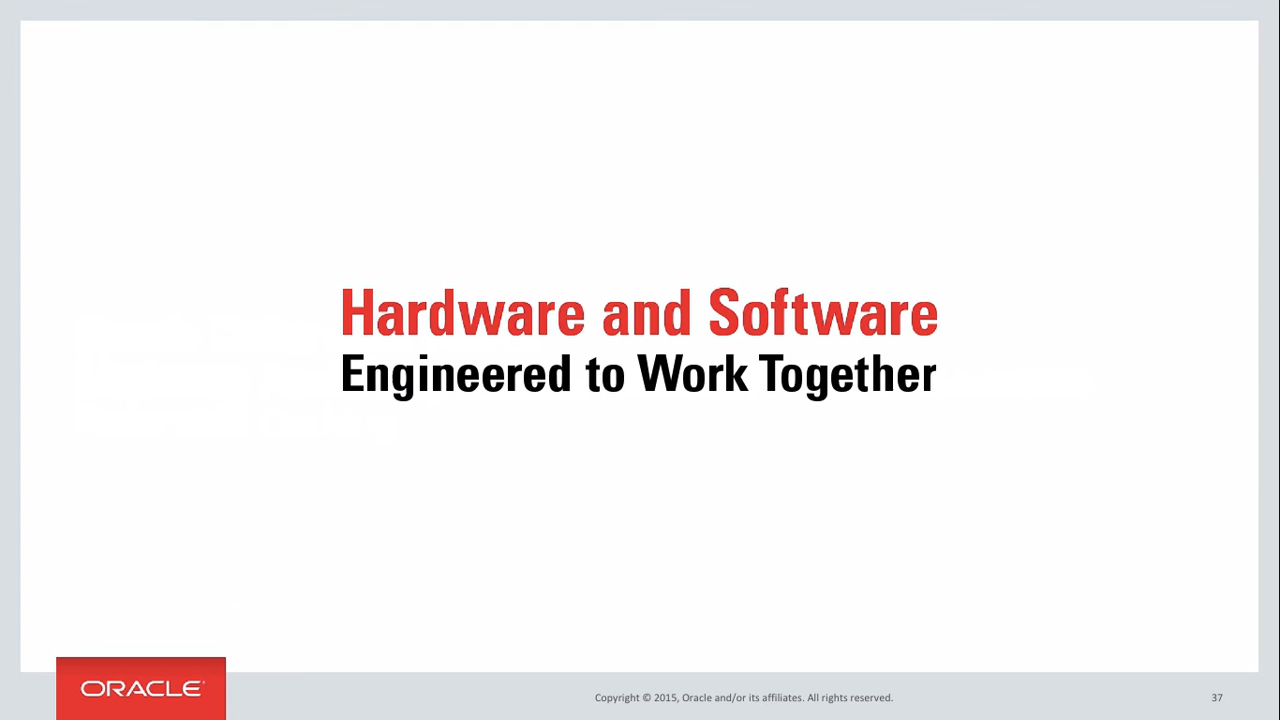 Hardware and Software
Engineered to Work Together
ORACLE
Copyright © 2015, Oracle and/or its affiliates. All rights reserved.
37